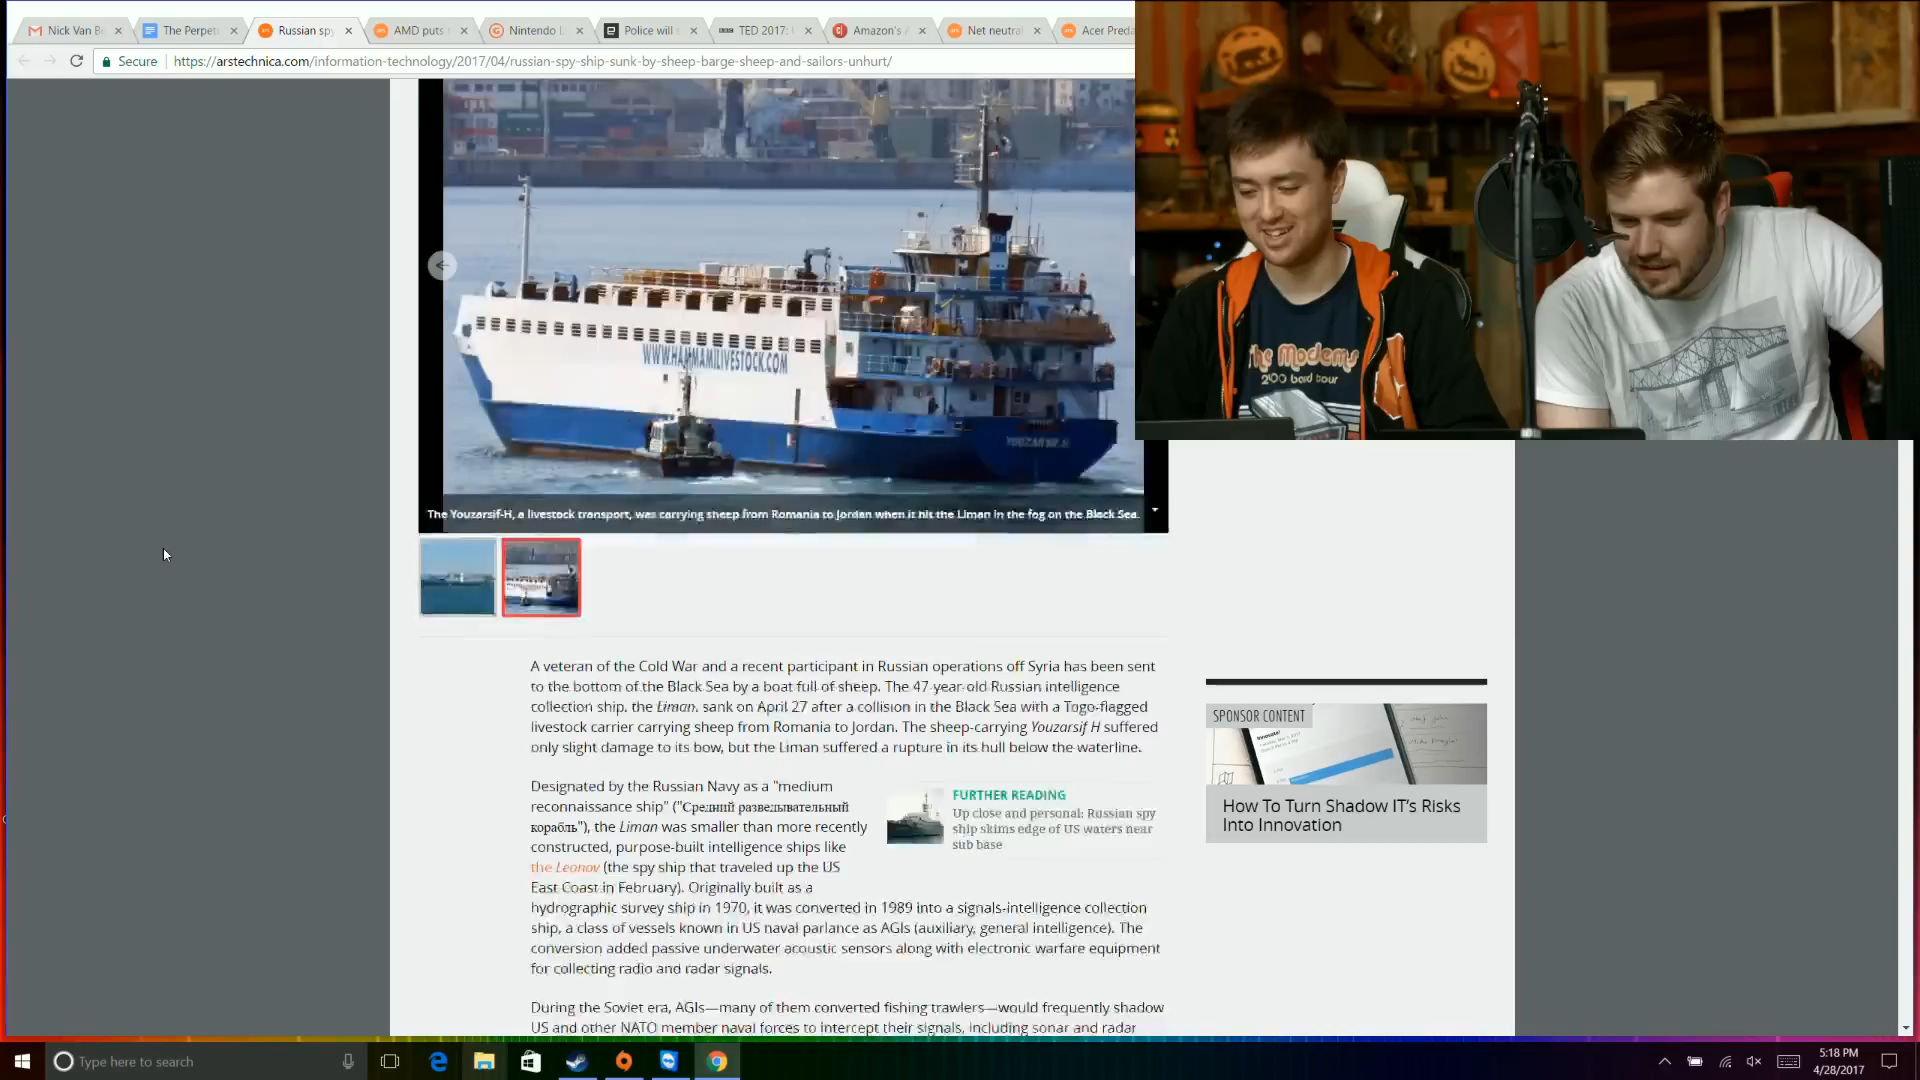 Nick Van B
The Perpet
Russian spy
AMD puts
Nintendo
Police will
TED 2017:
Amazon's
Net neutral
Acer Preda
Secure
https://arstechnica.com/information-technology/2017/04/russian-spy-ship-sunk-by-sheep-barge-sheep-and-sailors-unhurt/
WWW.HAMMAMILIVESTOCK.COM
YOUZARSIF H
The Modems
2400 baud tour
The Youzarsif-H, a livestock transport, was carrying sheep from Romania to Jordan when it hit the Liman in the fog on the Black Sea.
A veteran of the Cold War and a recent participant in Russian operations off Syria has been sent
to the bottom of the Black Sea by a boat full of sheep. The 47-year-old Russian intelligence
collection ship, the Liman, sank on April 27 after a collision in the Black Sea with a Togo-flagged
livestock carrier carrying sheep from Romania to Jordan. The sheep-carrying Youzarsif H suffered
only slight damage to its bow, but the Liman suffered a rupture in its hull below the waterline.
Designated by the Russian Navy as a "medium
reconnaissance ship" ("Средний разведывательный
корабль"), the Liman was smaller than more recently
constructed, purpose-built intelligence ships like
the Leonov (the spy ship that traveled up the US
East Coast in February). Originally built as a
hydrographic survey ship in 1970, it was converted in 1989 into a signals-intelligence collection
ship, a class of vessels known in US naval parlance as AGIs (auxiliary, general intelligence). The
conversion added passive underwater acoustic sensors along with electronic warfare equipment
for collecting radio and radar signals.
FURTHER READING
Up close and personal: Russian spy
ship skims edge of US waters near
sub base
During the Soviet era, AGIs—many of them converted fishing trawlers—would frequently shadow
US and other NATO member naval forces to intercept their signals, including sonar and radar
SPONSOR CONTENT
How To Turn Shadow IT's Risks
Into Innovation
Type here to search
5:18 PM
4/28/2017